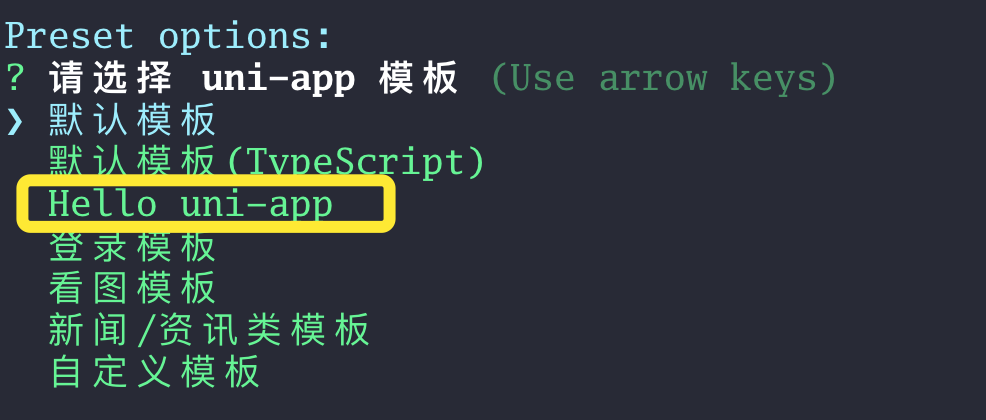 Preset options:
? 请选择 uni-app 模板 (Use arrow keys)
❯ 默认模板
默认模板(TypeScript)
Hello uni-app
登录模板
看图模板
新闻/资讯类模板
自定义模板